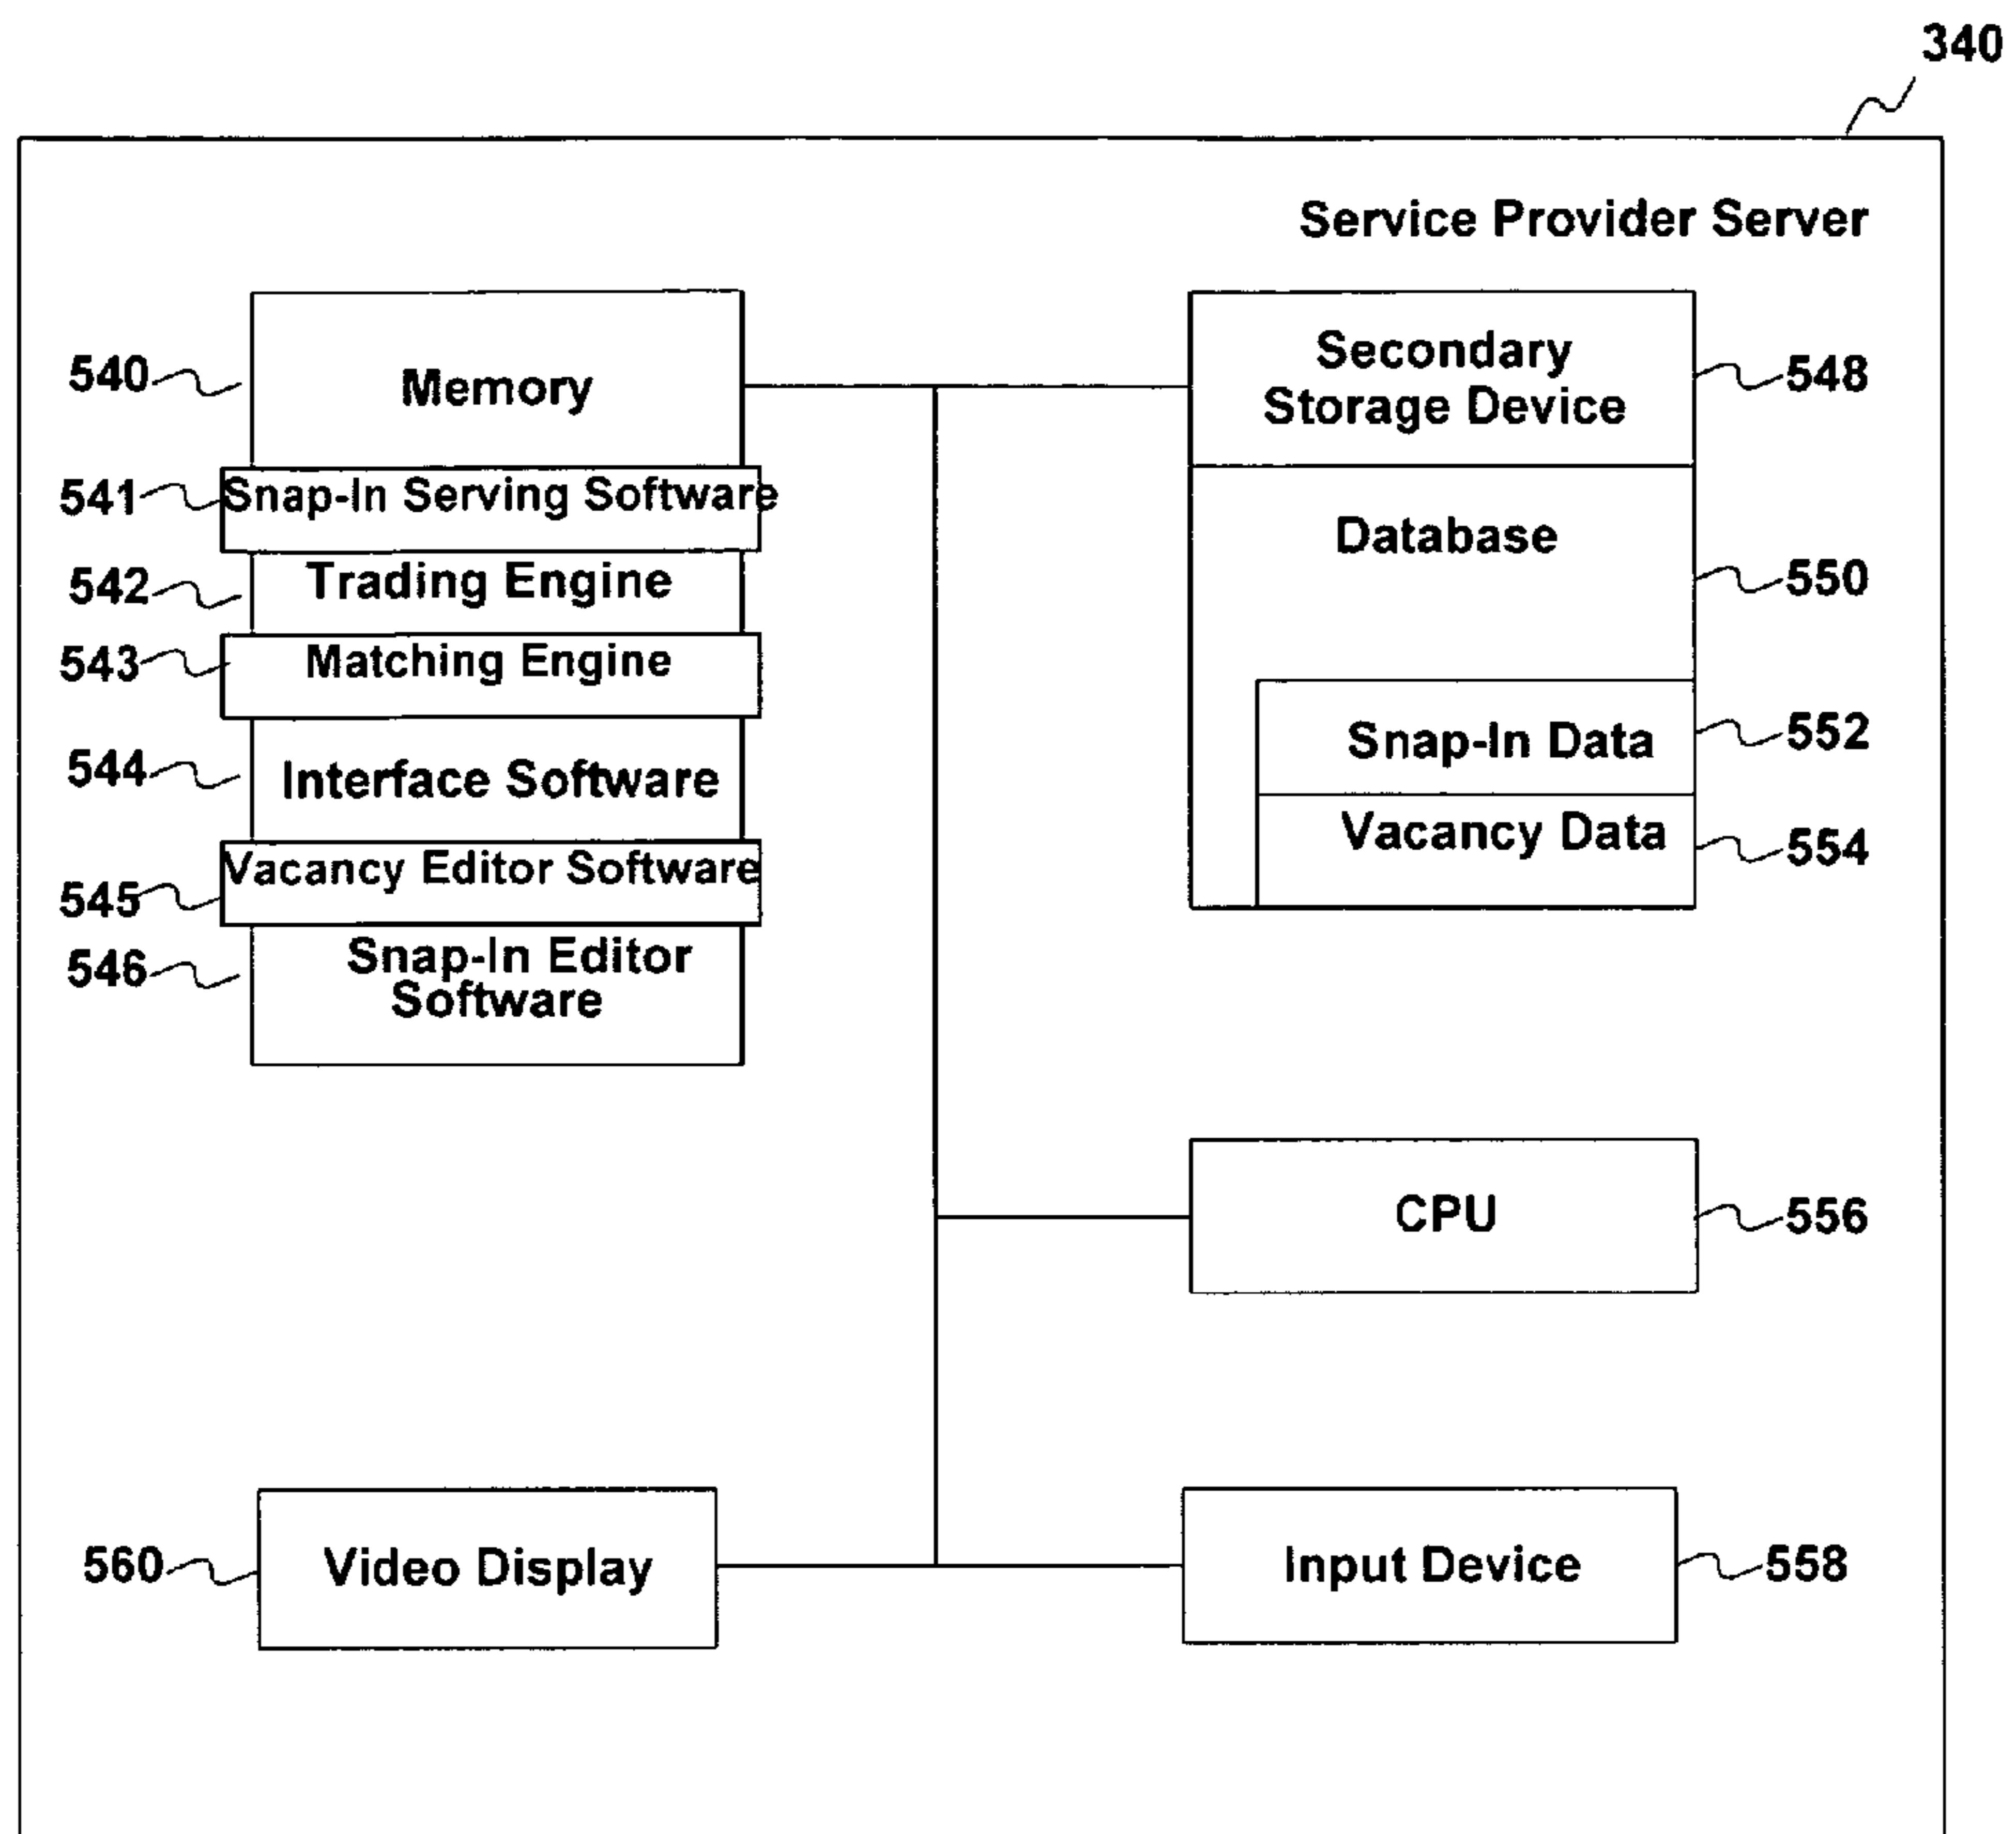 340
Service Provider Server
540
Memory
541
Snap-In Serving Software
542
Trading Engine
543
Matching Engine
544
Interface Software
545
Vacancy Editor Software
546
Snap-In Editor
Software
Secondary
Storage Device
548
Database
550
Snap-In Data
552
Vacancy Data
554
CPU
556
560
Video Display
Input Device
558